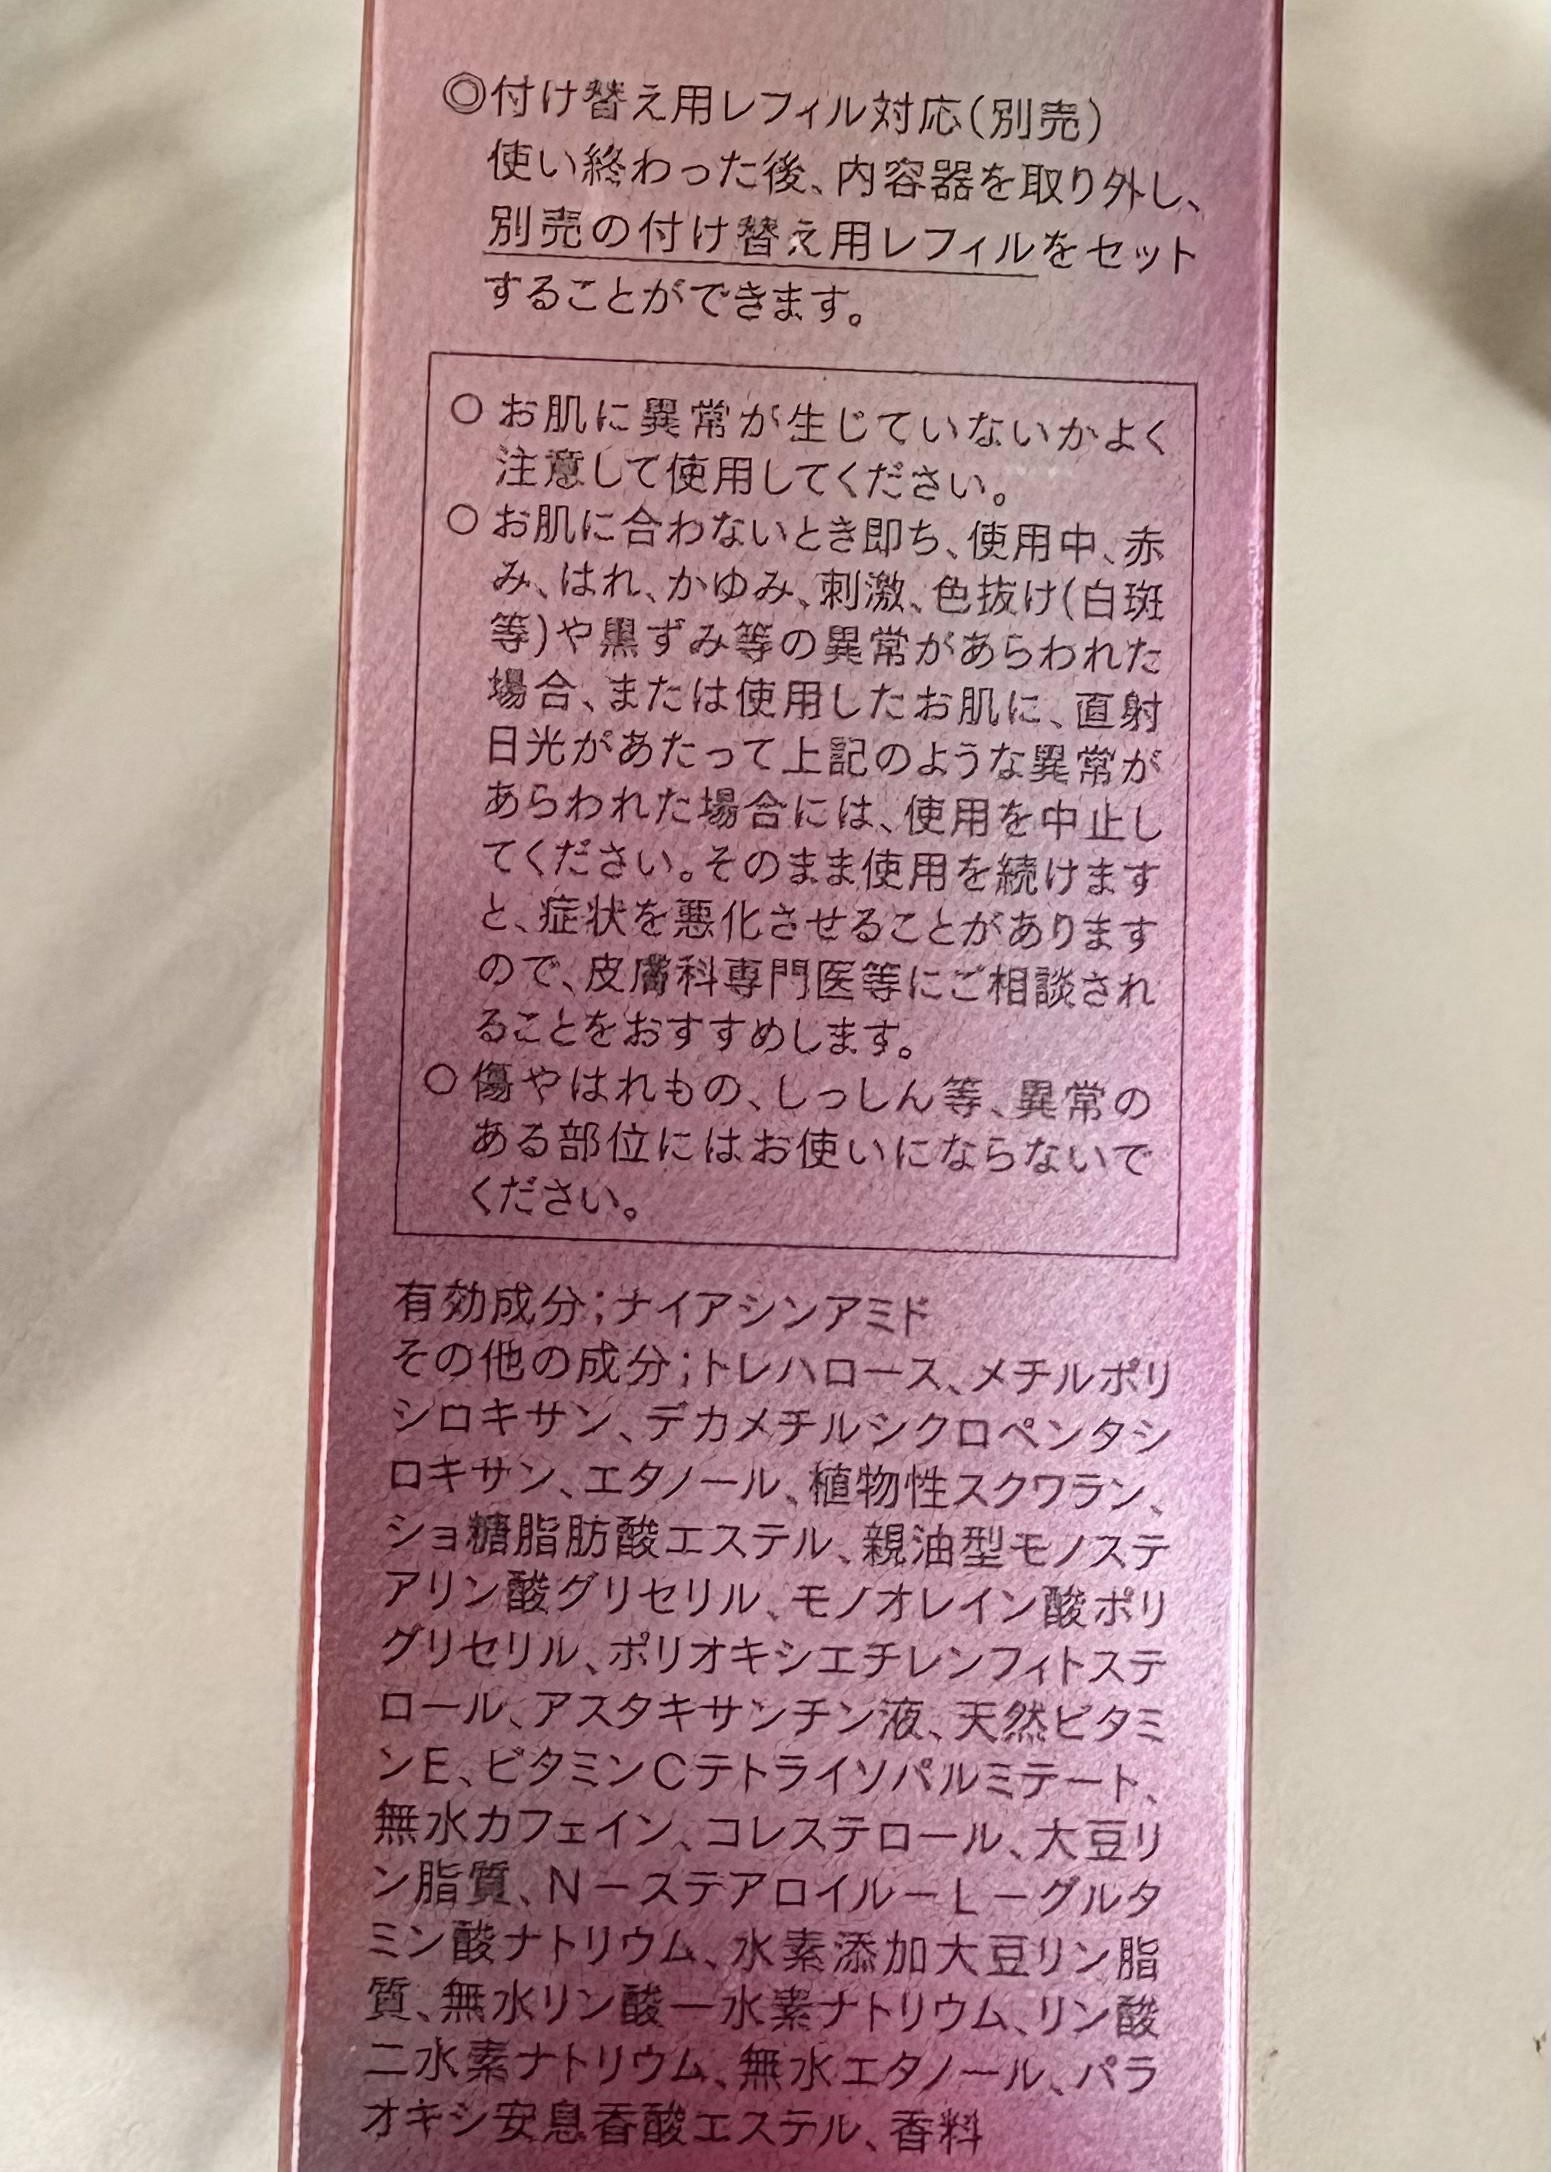 ◎付け替え用レフィル対応(別売)
使い終わった後、内容器を取り外し、
別売の付け替え用レフィルをセット
することができます。
○お肌に異常が生じていないかよく
注意して使用してください。
○お肌に合わないとき即ち、使用中、赤
み、はれ、かゆみ、刺激、色抜け(白斑
等)や黒ずみ等の異常があらわれた
場合、または使用したお肌に、直射
日光があたって上記のような異常が
あらわれた場合には、使用を中止し
てください。そのまま使用を続けます
と、症状を悪化させることがあります
ので、皮膚科専門医等にご相談され
ることをおすすめします。
○傷やはれもの、しっしん等、異常の
ある部位にはお使いにならないで
ください。
有効成分;ナイアシンアミド
その他の成分;トレハロース、メチルポリ
シロキサン、デカメチルシクロペンタシ
ロキサン、エタノール、植物性スクワラン、
ショ糖脂肪酸エステル、親油型モノステ
アリン酸グリセリル、モノオレイン酸ポリ
グリセリル、ポリオキシエチレンフィトステ
ロール、アスタキサンチン液、天然ビタミ
ンE、ビタミンCテトライソパルミテート、
無水カフェイン、コレステロール、大豆リ
ン脂質、N－ステアロイル－L－グルタ
ミン酸ナトリウム、水素添加大豆リン脂
質、無水リン酸一水素ナトリウム、リン酸
二水素ナトリウム、無水エタノール、パラ
オキシ安息香酸エステル、香料